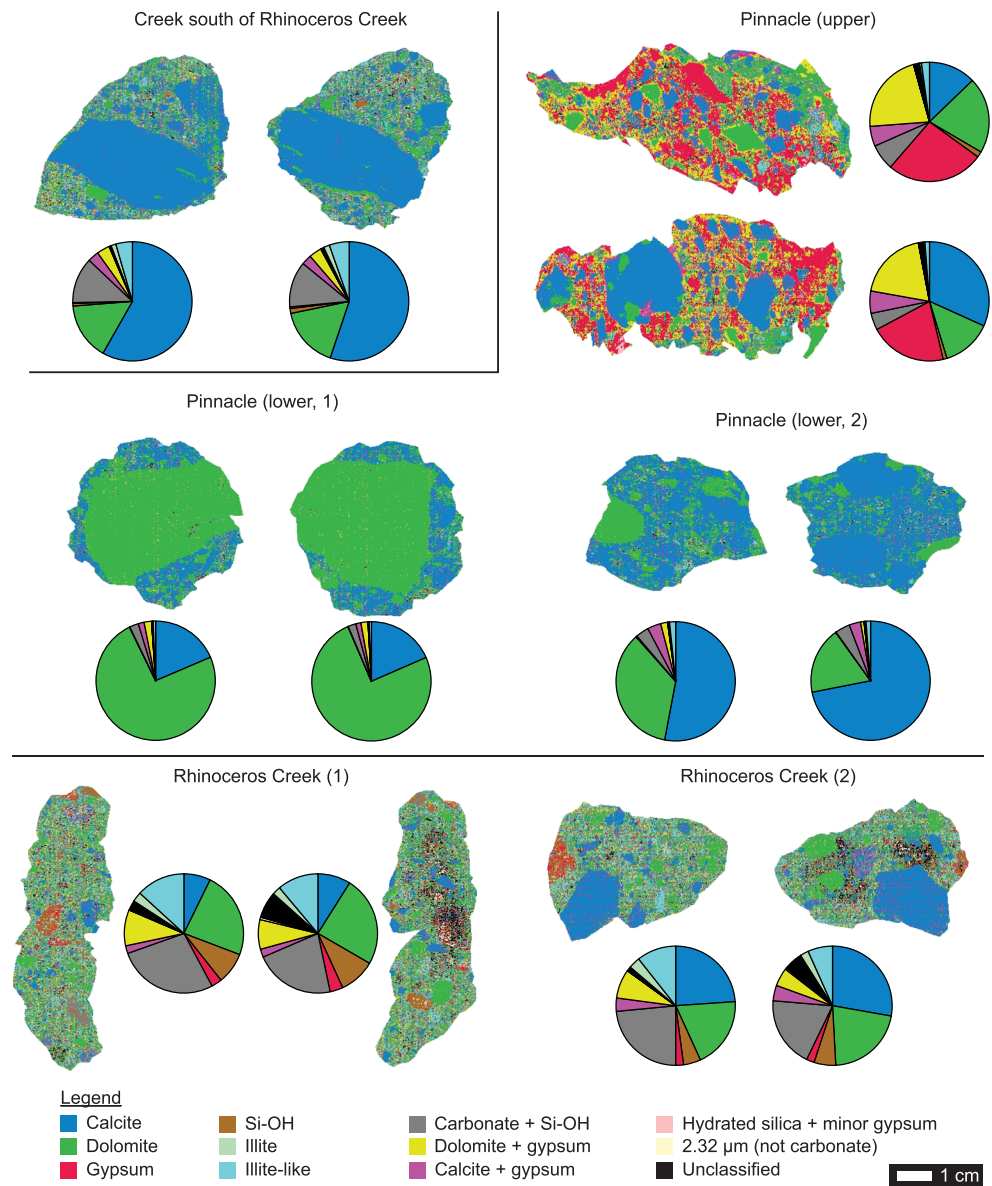 Creek south of Rhinoceros Creek
Pinnacle (upper)
Pinnacle (lower, 1)
Pinnacle (lower, 2)
Rhinoceros Creek (1)
Rhinoceros Creek (2)
Legend
Calcite
Dolomite
Gypsum
Si-OH
Illite
Illite-like
Carbonate + Si-OH
Dolomite + gypsum
Calcite + gypsum
Hydrated silica + minor gypsum
2.32 µm (not carbonate)
Unclassified
1 cm